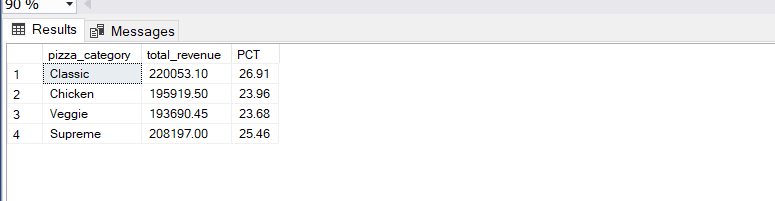 90 %
Results Messages
pizza_category total_revenue PCT
1 Classic 220053.10 26.91
2 Chicken 195919.50 23.96
3 Veggie 193690.45 23.68
4 Supreme 208197.00 25.46